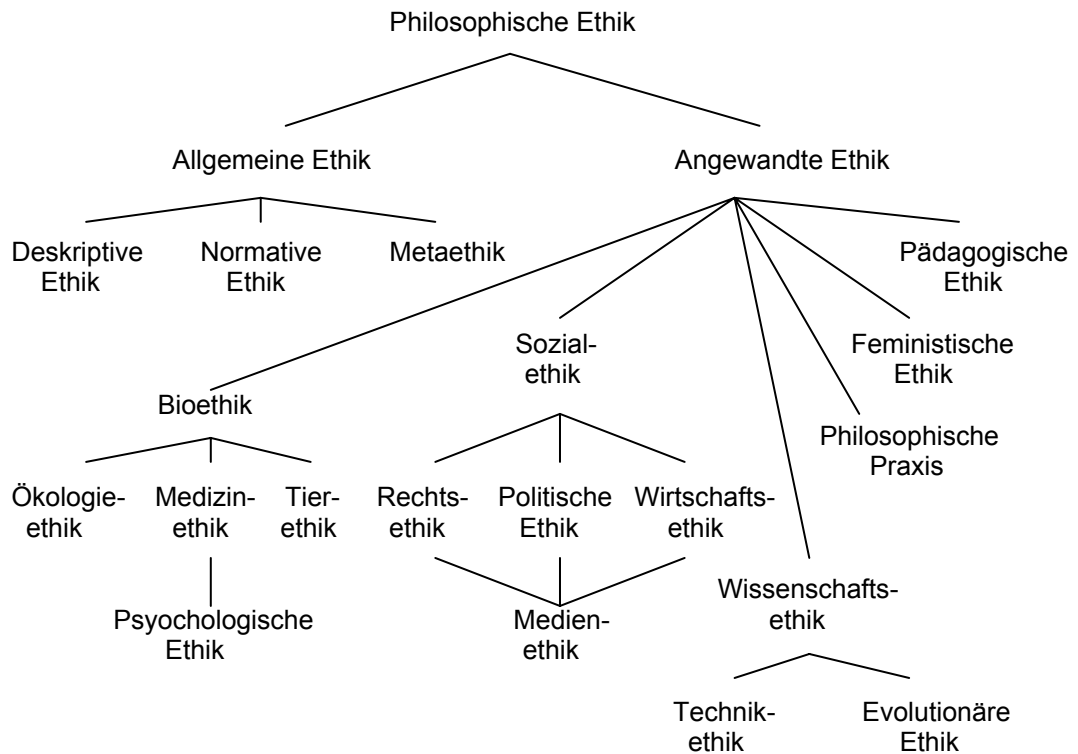 Philosophische Ethik
Allgemeine Ethik
Angewandte Ethik
Deskriptive
Ethik
Normative
Ethik
Metaethik
Pädagogische
Ethik
Sozial-
ethik
Feministische
Ethik
Bioethik
Philosophische
Praxis
Ökologie-
ethik
Medizin-
ethik
Tier-
ethik
Rechts-
ethik
Politische
Ethik
Wirtschafts-
ethik
Wissenschafts-
ethik
Psyochologische
Ethik
Medien-
ethik
Technik-
ethik
Evolutionäre
Ethik